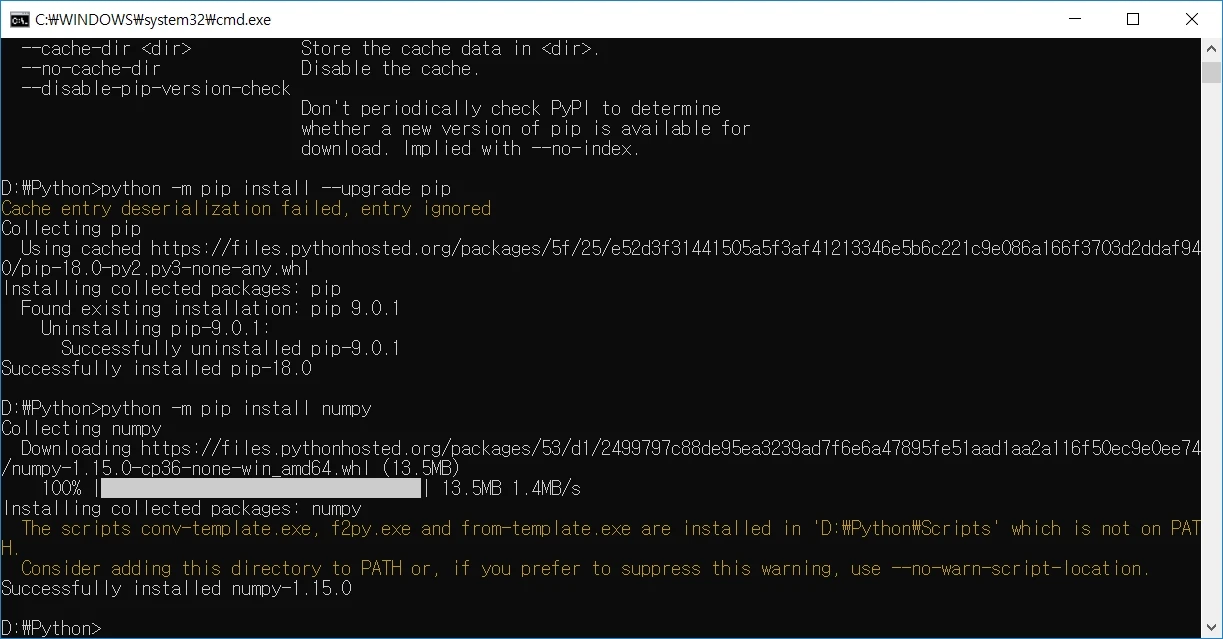 C:₩WINDOWS₩system32₩cmd.exe
--cache-dir <dir>           Store the cache data in <dir>.
--no-cache-dir              Disable the cache.
--disable-pip-version-check
Don't periodically check PyPI to determine
whether a new version of pip is available for
download. Implied with --no-index.
D:₩Python>python -m pip install --upgrade pip
Cache entry deserialization failed, entry ignored
Collecting pip
Using cached https://files.pythonhosted.org/packages/5f/25/e52d3f31441505a5f3af41213346e5b6c221c9e086a166f3703d2ddaf94
0/pip-18.0-py2.py3-none-any.whl
Installing collected packages: pip
Found existing installation: pip 9.0.1
Uninstalling pip-9.0.1:
Successfully uninstalled pip-9.0.1
Successfully installed pip-18.0
D:₩Python>python -m pip install numpy
Collecting numpy
Downloading https://files.pythonhosted.org/packages/53/d1/2499797c88de95ea3239ad7f6e6a47895fe51aad1aa2a116f50ec9e0ee74
/numpy-1.15.0-cp36-none-win_amd64.whl (13.5MB)
100% |                                | 13.5MB 1.4MB/s
Installing collected packages: numpy
The scripts conv-template.exe, f2py.exe and from-template.exe are installed in 'D:₩Python₩Scripts' which is not on PAT
H.
Consider adding this directory to PATH or, if you prefer to suppress this warning, use --no-warn-script-location.
Successfully installed numpy-1.15.0
D:₩Python>